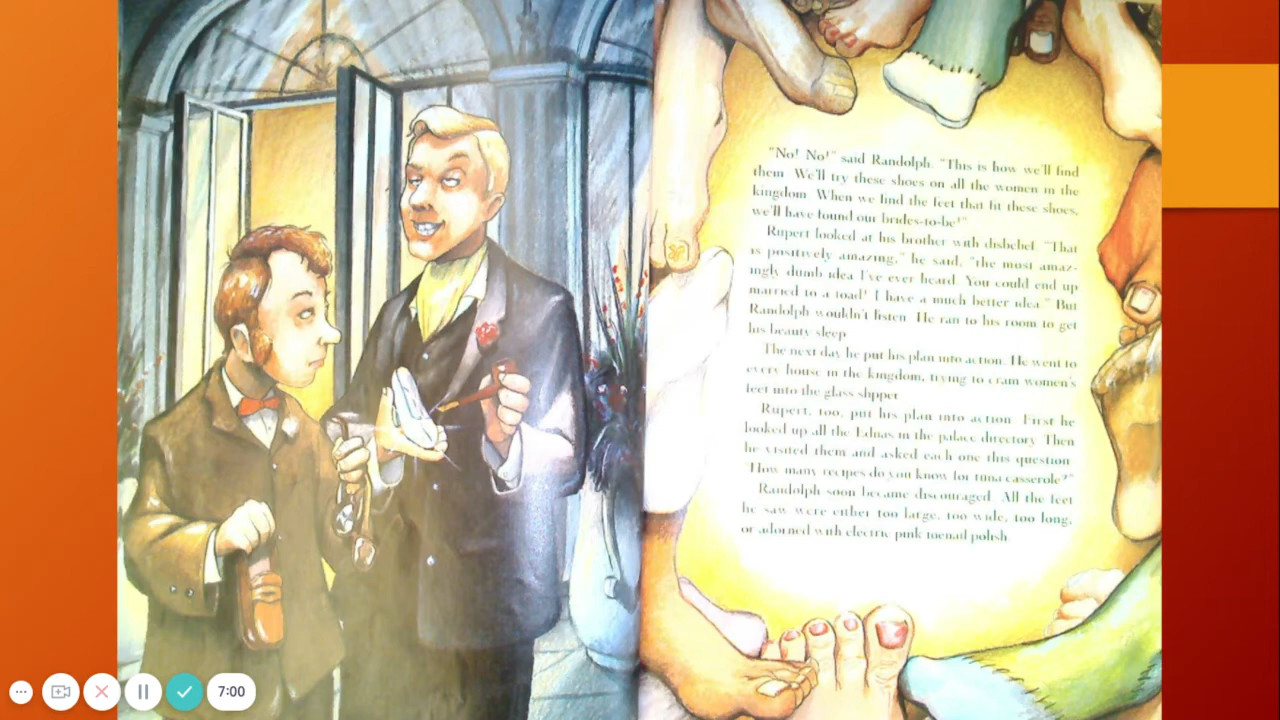 "No! No!" said Randolph. "This is how we'll find
them. We'll try these shoes on all the women in the
kingdom. When we find the feet that fit these shoes,
we'll have found our brides-to-be!"
Rupert looked at his brother with disbelief. "That
is positively amazing," he said, "the most amaz-
ingly dumb idea I've ever heard. You could end up
married to a toad! I have a much better idea." But
Randolph wouldn't listen. He ran to his room to get
his beauty sleep.
The next day he put his plan into action. He went to
every house in the kingdom, trying to cram women's
feet into the glass slipper.
Rupert, too, put his plan into action. First he
looked up all the Ednas in the palace directory. Then
he visited them and asked each one this question:
"How many recipes do you know for tuna casserole?"
Randolph soon became discouraged. All the feet
he saw were either too large, too wide, too long,
or adorned with electric pink toenail polish.
7:00